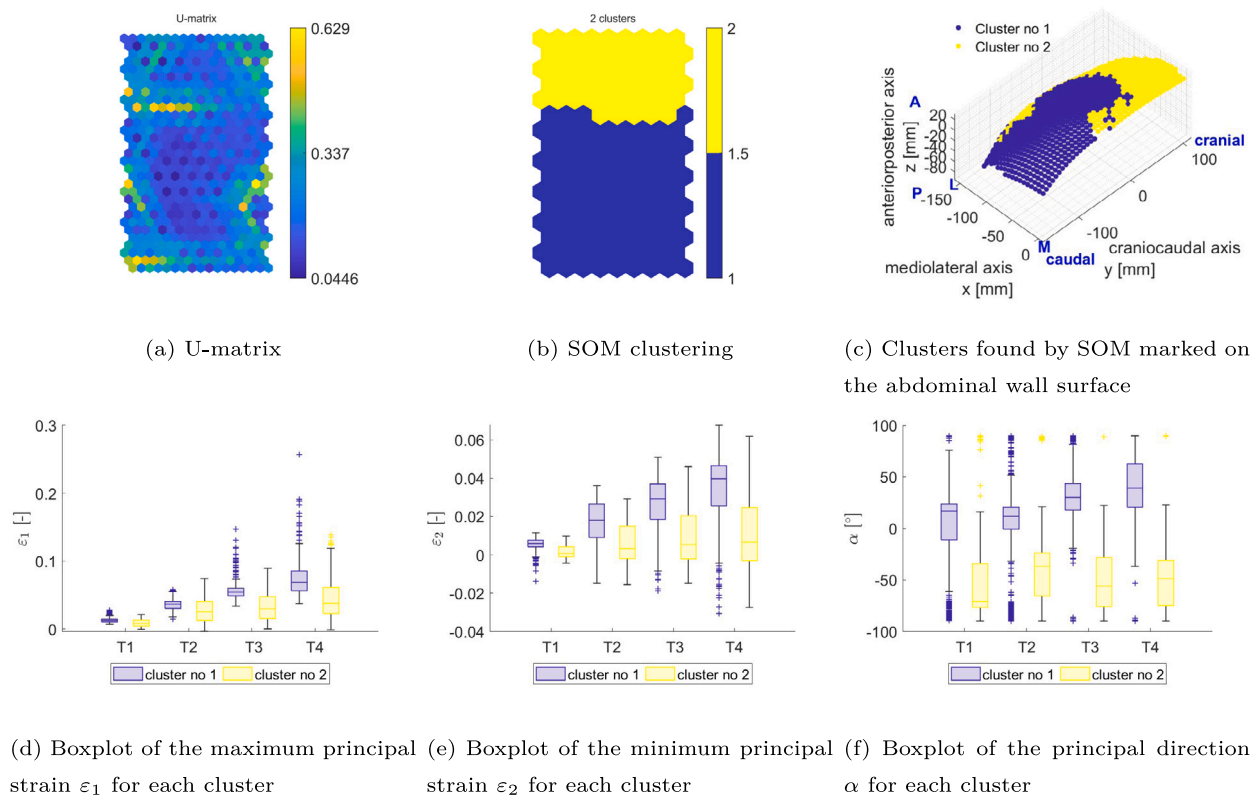 U-matrix
0.629
0.337
0.0446
(a) U-matrix
2 clusters
2
1.5
1
(b) SOM clustering
Cluster no 1
Cluster no 2
anteriorposterior axis
z [mm]
A
P
L
M
20
0
-20
-40
-60
-80
-150
-100
-50
0
mediolateral axis
x [mm]
caudal
cranial
100
0
-100
craniocaudal axis
y [mm]
(c) Clusters found by SOM marked on
the abdominal wall surface
0.3
0.2
0.1
0
ε1 [-]
T1 T2 T3 T4
cluster no 1 cluster no 2
(d) Boxplot of the maximum principal
strain ε1 for each cluster
0.06
0.04
0.02
0
-0.02
-0.04
ε2 [-]
T1 T2 T3 T4
cluster no 1 cluster no 2
(e) Boxplot of the minimum principal
strain ε2 for each cluster
100
50
0
-50
-100
α [°]
T1 T2 T3 T4
cluster no 1 cluster no 2
(f) Boxplot of the principal direction
α for each cluster